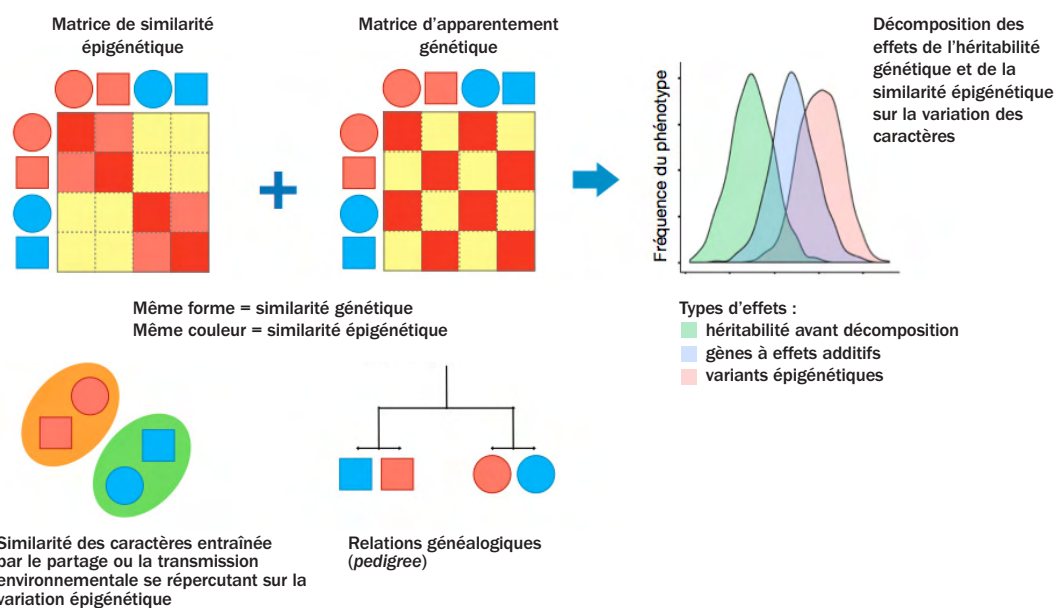 Matrice de similarité
épigénétique
Matrice d’apparentement
génétique
Décomposition des
effets de l’héritabilité
génétique et de la
similarité épigénétique
sur la variation des
caractères
Fréquence du phénotype
Même forme = similarité génétique
Même couleur = similarité épigénétique
Types d’effets :
héritabilité avant décomposition
gènes à effets additifs
variants épigénétiques
Similarité des caractères entraînée
par le partage ou la transmission
environnementale se répercutant sur la
variation épigénétique
Relations généalogiques
(pedigree)